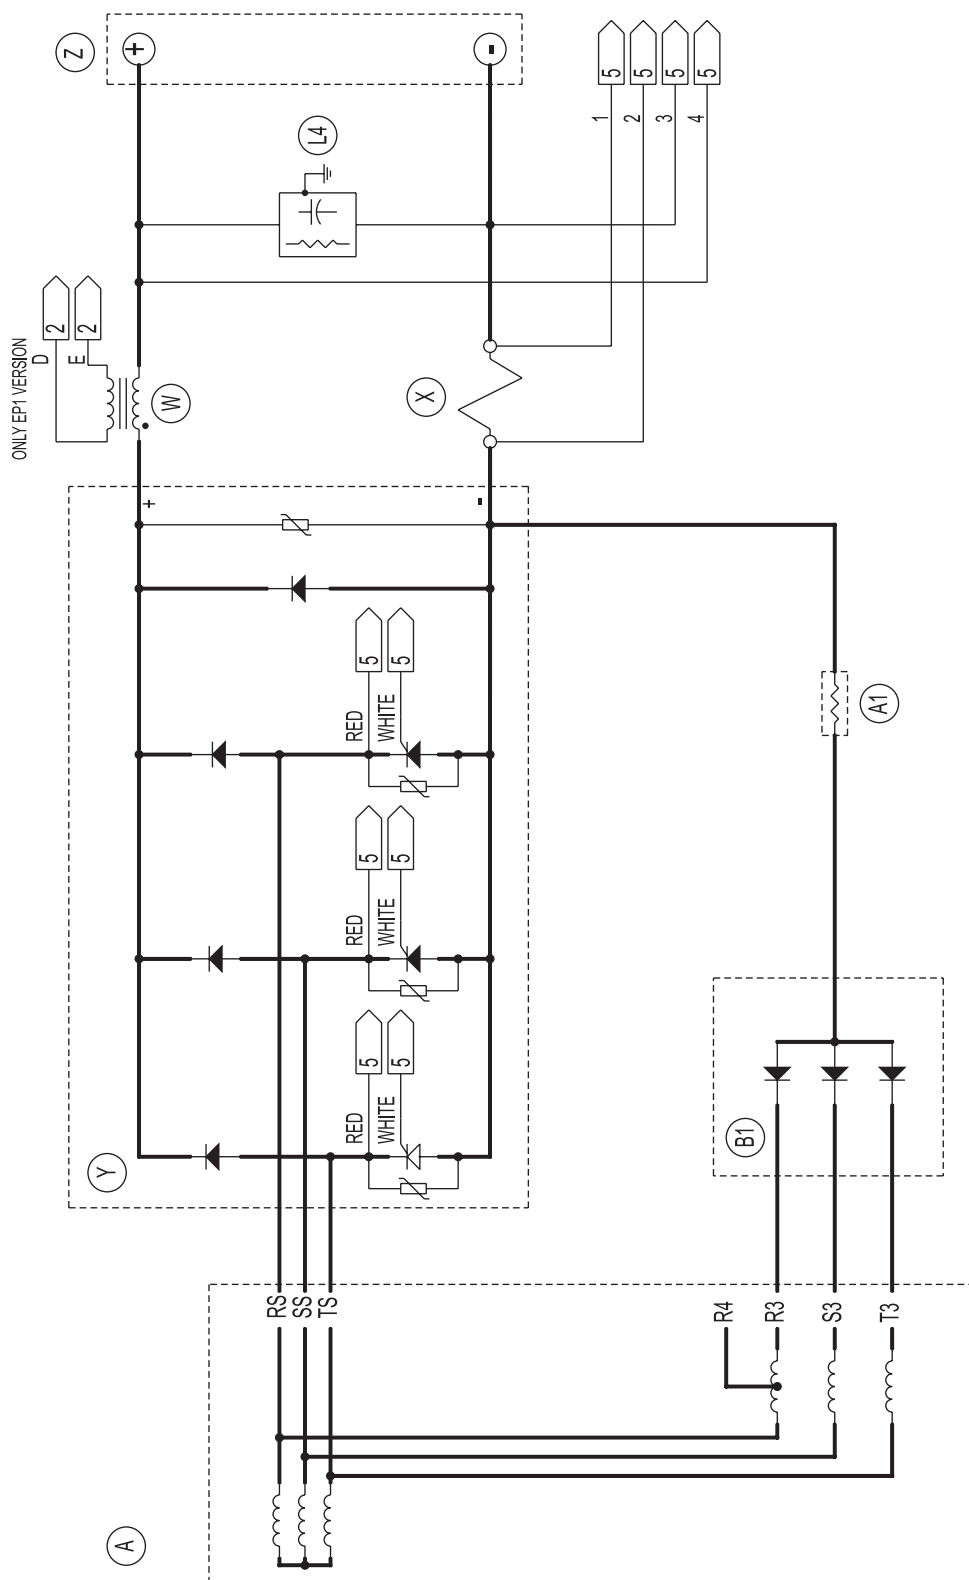 Z
+
-
5
5
5
5
1
2
3
4
L4
ONLY EP1 VERSION
D
2
E
2
W
X
+
-
5
5
RED
WHITE
5
5
RED
WHITE
5
5
RED
WHITE
Y
A1
B1
RS
SS
TS
R4
R3
S3
T3
A